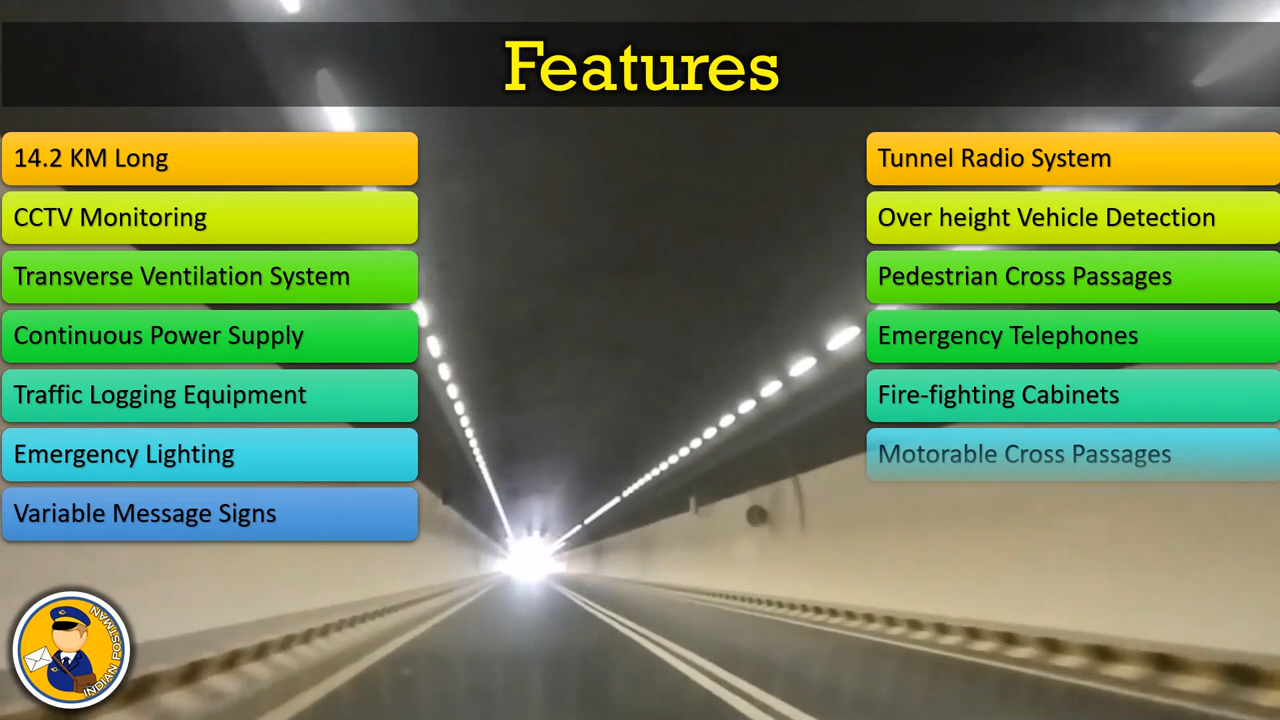 Features
14.2 KM Long
CCTV Monitoring
Transverse Ventilation System
Continuous Power Supply
Traffic Logging Equipment
Emergency Lighting
Variable Message Signs
Tunnel Radio System
Over height Vehicle Detection
Pedestrian Cross Passages
Emergency Telephones
Fire-fighting Cabinets
Motorable Cross Passages
INDIAN POSTMAN